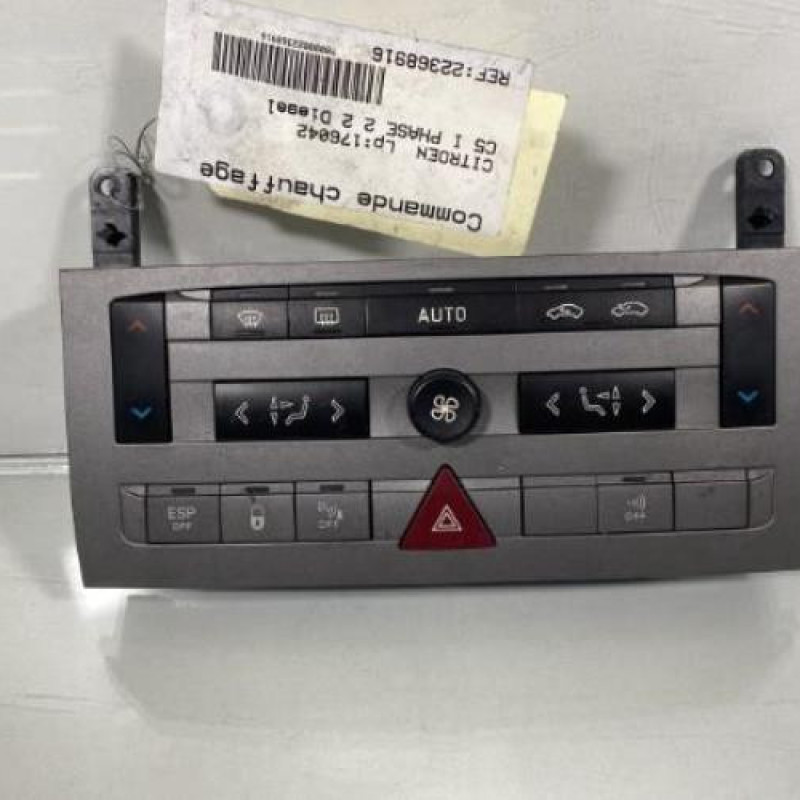 Commande chauffage
CITROEN Lp:176042
C5 I PHASE 2 2 Diesel
REF:22368916
AUTO
ESP
OFF
OFF
OFF